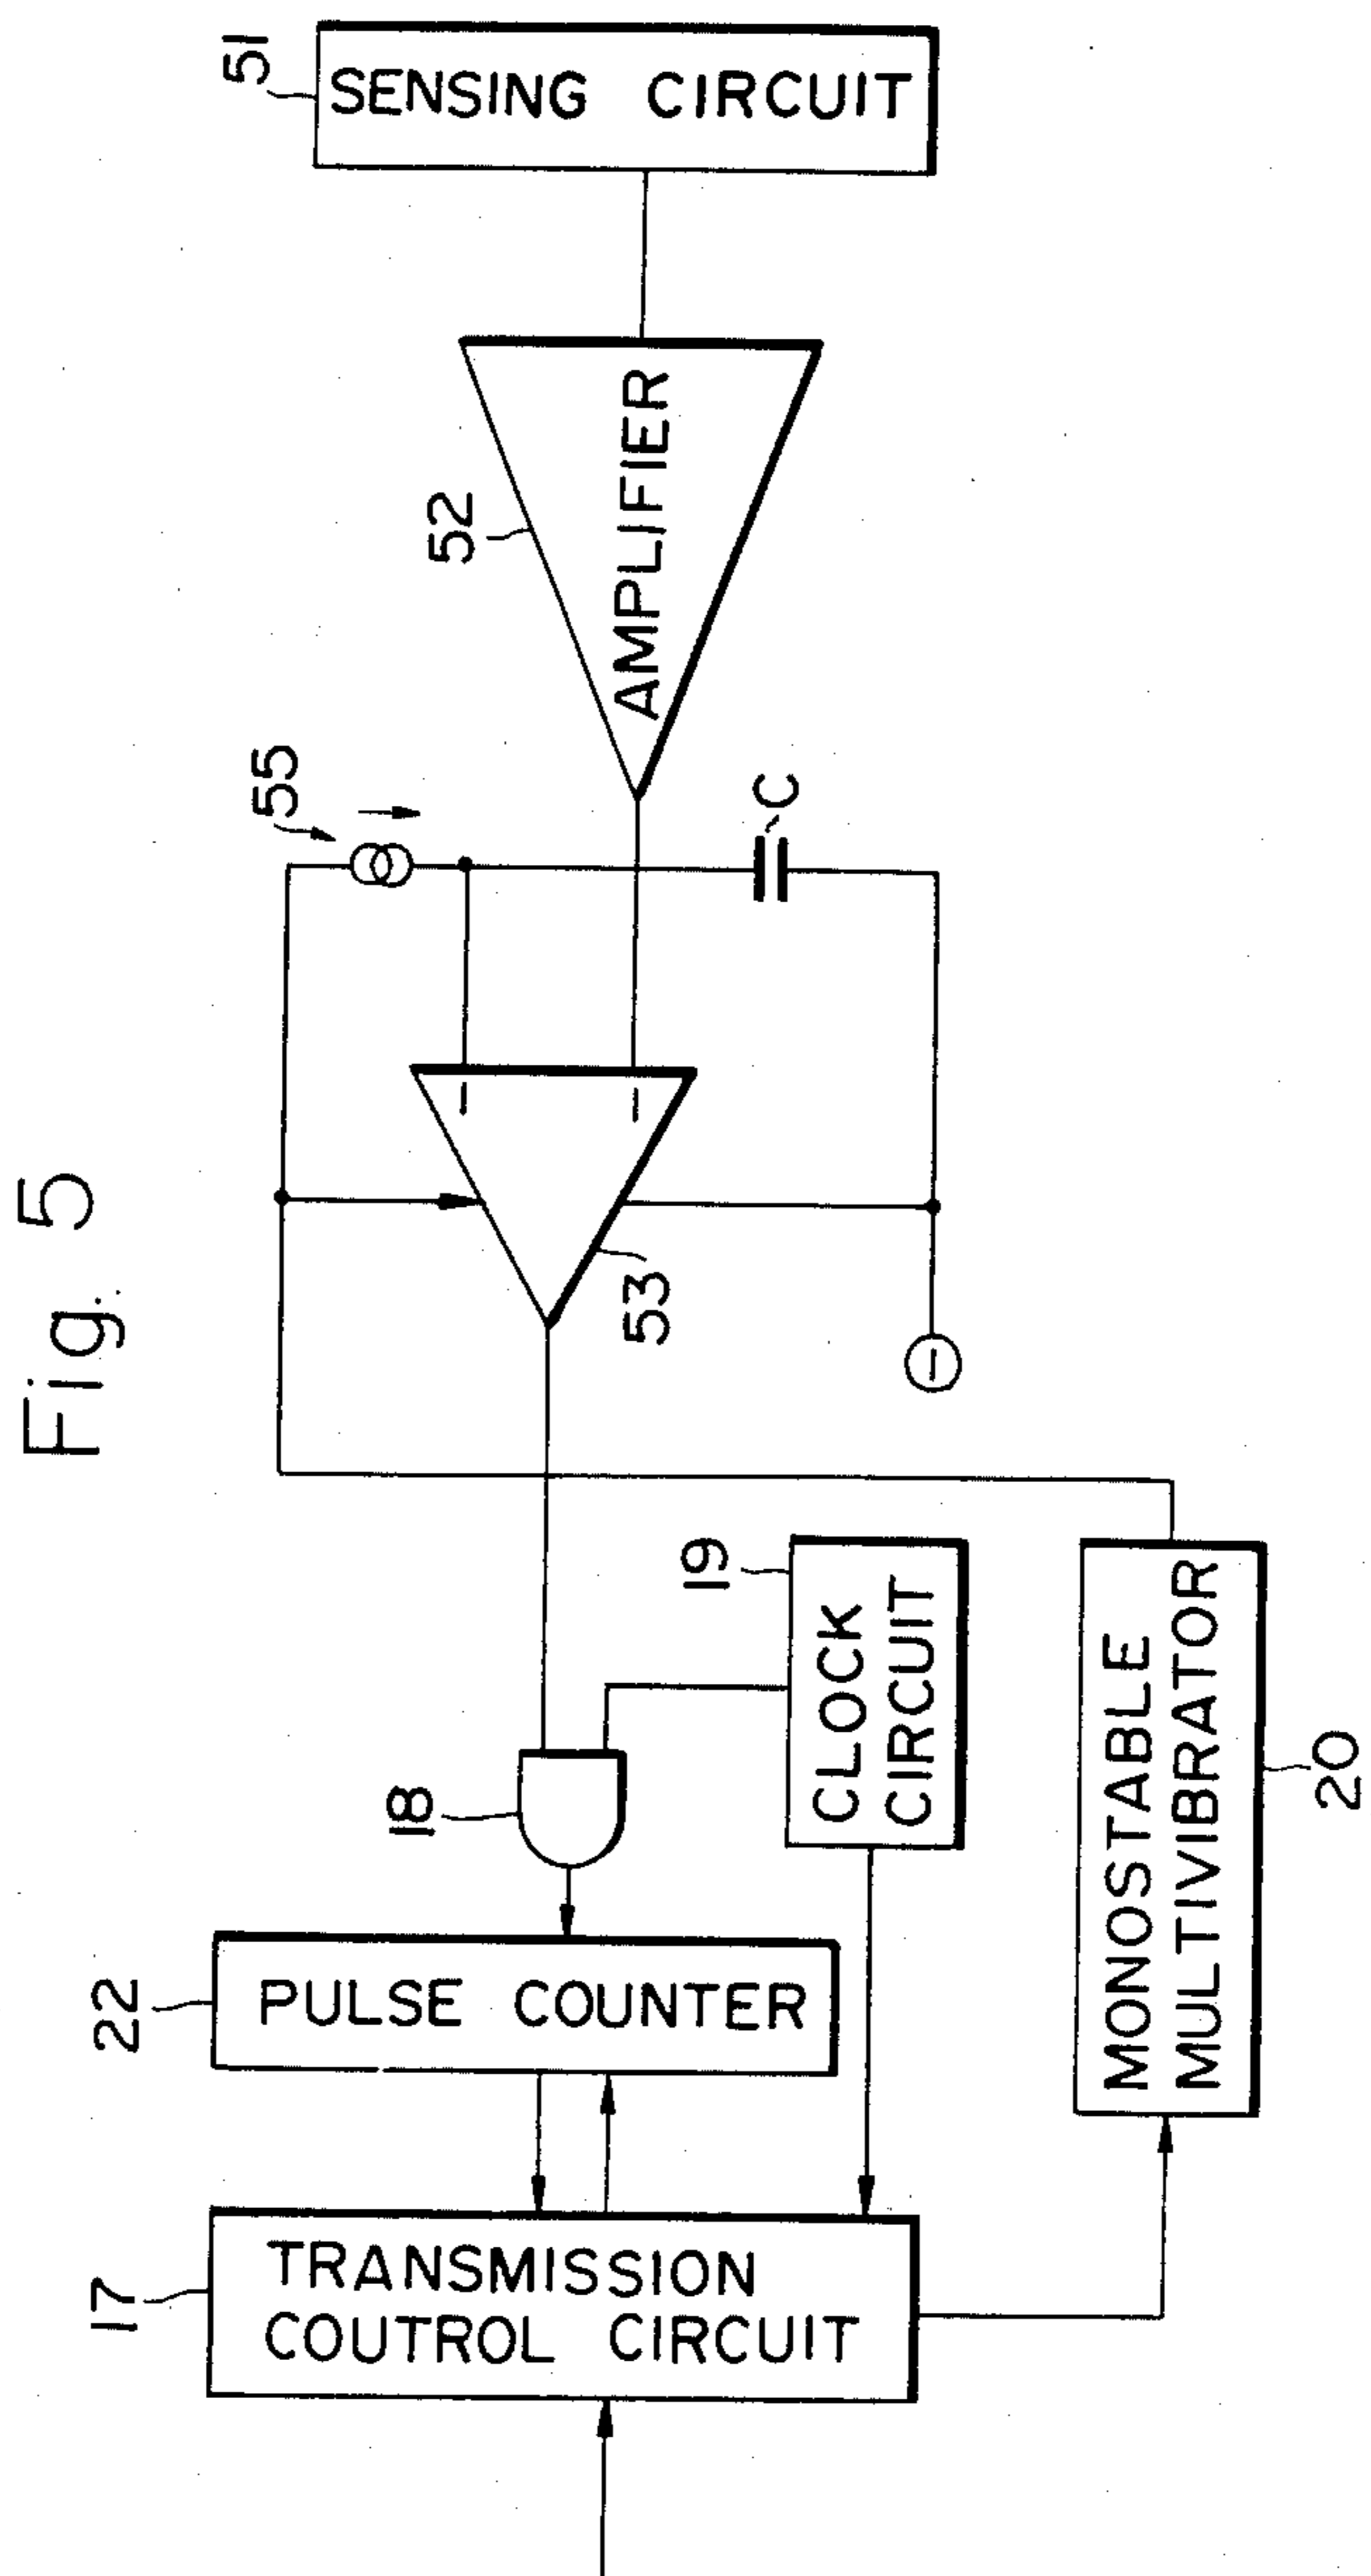 Fig. 5
51
SENSING CIRCUIT
52
AMPLIFIER
55
C
-
-
53
-
19
CLOCK
CIRCUIT
18
22
PULSE COUNTER
MONOSTABLE
MULTIVIBRATOR
20
17
TRANSMISSION
COUTROL CIRCUIT